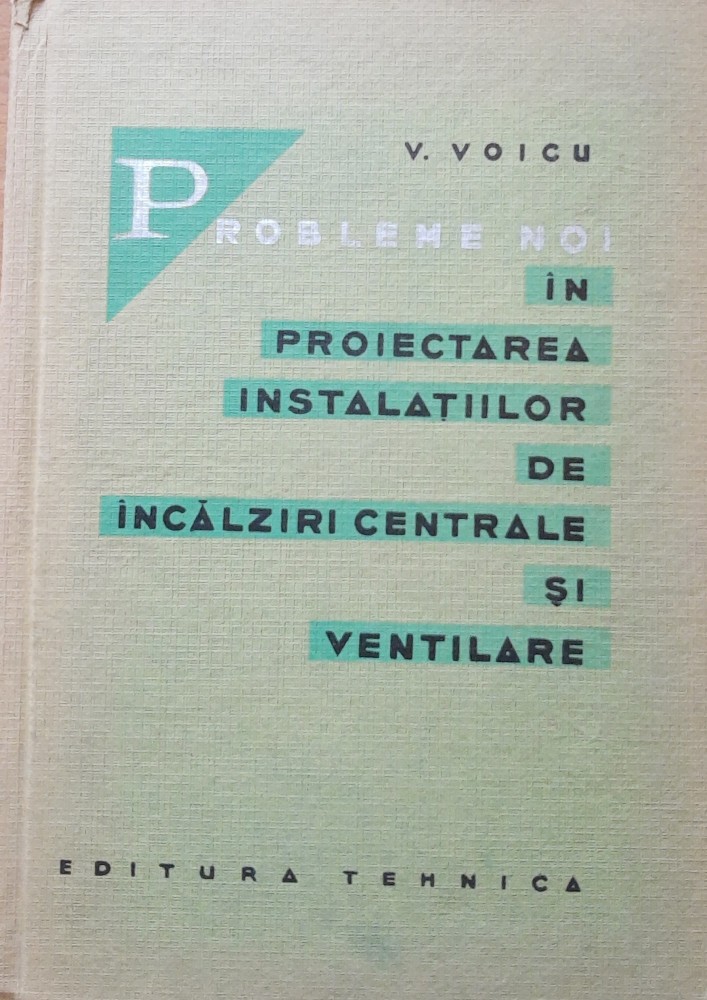 V. VOICU
PROBLEME NOI
ÎN
PROIECTAREA
INSTALAȚIILOR
DE
ÎNCĂLZIRI CENTRALE
ȘI
VENTILARE
EDITURA TEHNICA